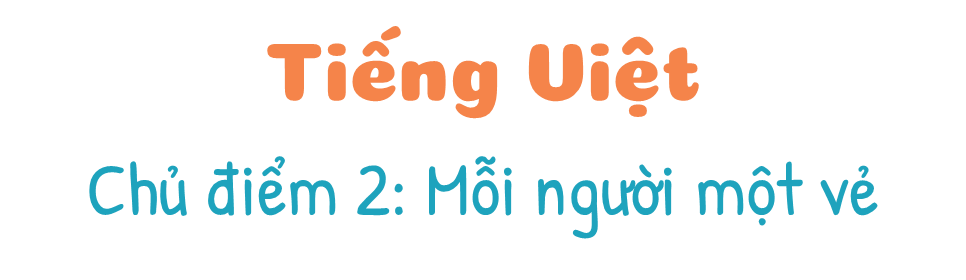 Tiếng Việt
Chủ điểm 2: Mỗi người một vẻ